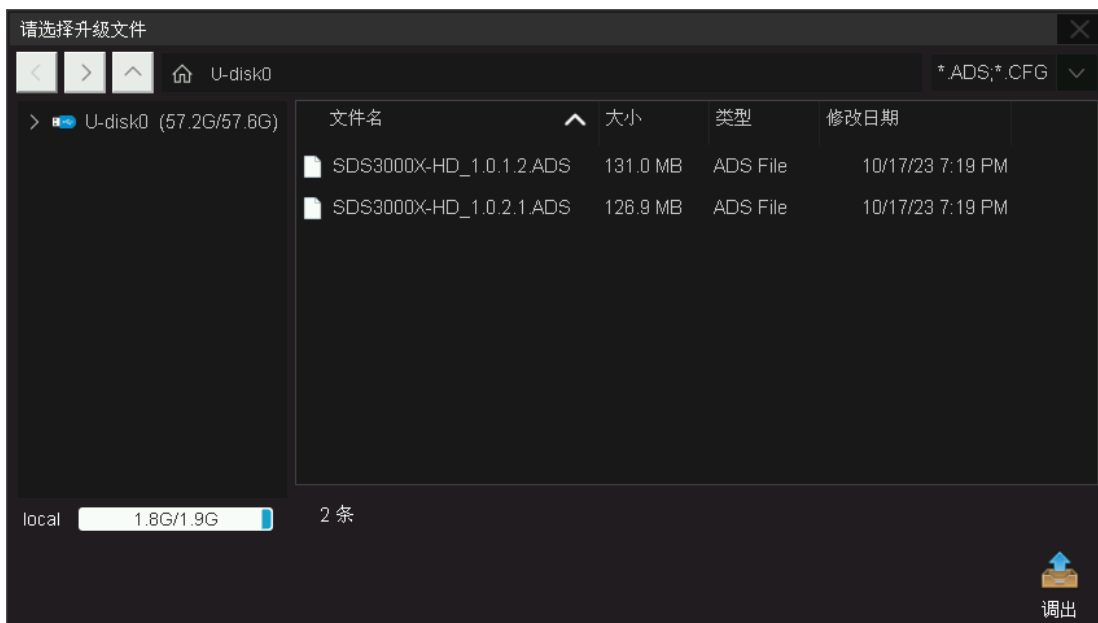 请选择升级文件
U-disk0 *.ADS;*.CFG
U-disk0 (57.2G/57.6G)
文件名 大小 类型 修改日期
SDS3000X-HD_1.0.1.2.ADS 131.0 MB ADS File 10/17/23 7:19 PM
SDS3000X-HD_1.0.2.1.ADS 126.9 MB ADS File 10/17/23 7:19 PM
local 1.8G/1.9G 2 条
调出